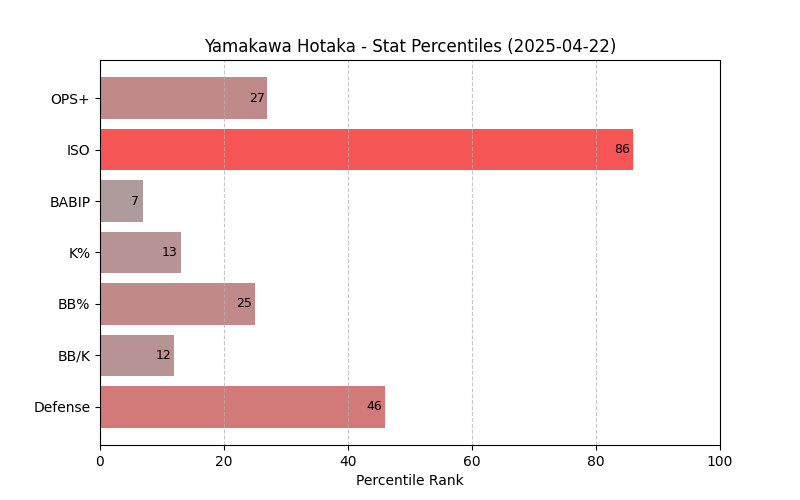 Yamakawa Hotaka - Stat Percentiles (2025-04-22)
OPS+ 27
ISO 86
BABIP 7
K% 13
BB% 25
BB/K 12
Defense 46
0 20 40 60 80 100
Percentile Rank